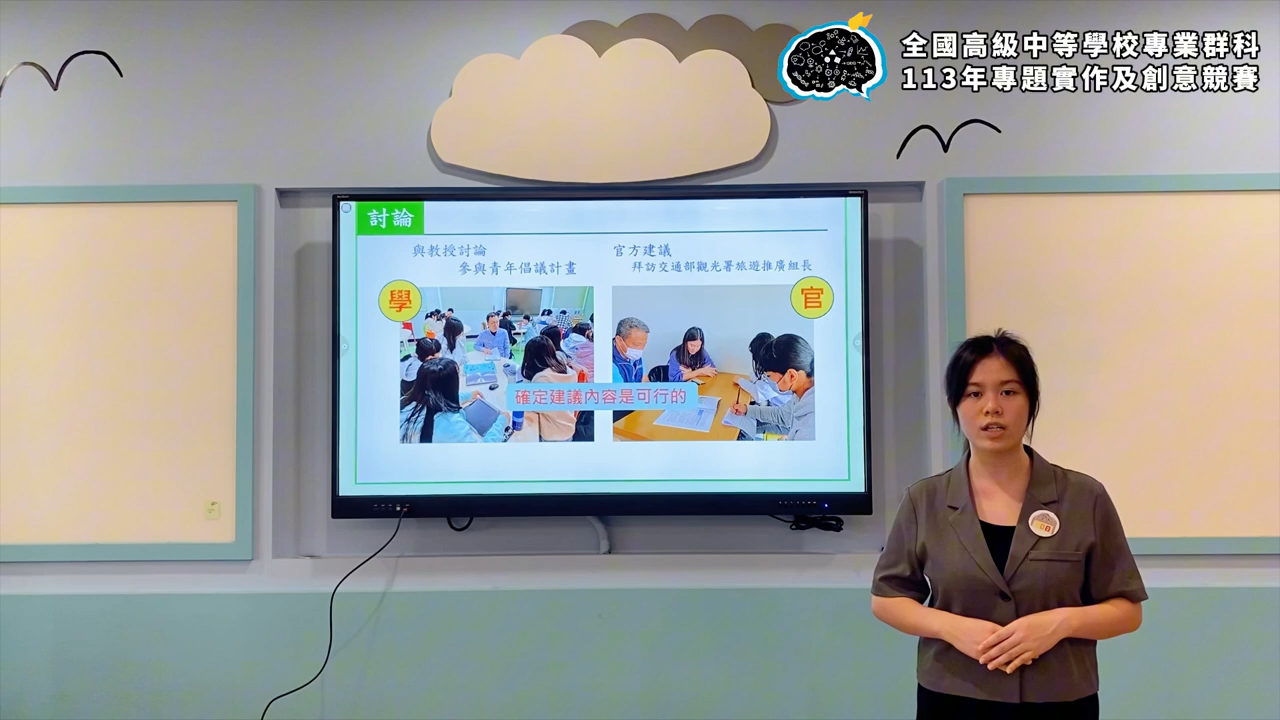 全國高級中等學校專業群科
113年專題實作及創意競賽
討論
與教授討論
參與青年倡議計畫
官方建議
拜訪交通部觀光署旅遊推廣組長
學
官
確定建議內容是可行的